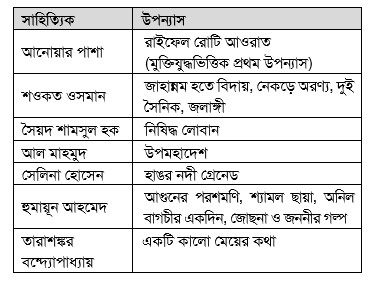 সাহিত্যিক উপন্যাস
আনোয়ার পাশা রাইফেল রোটি আওরাত
(মুক্তিযুদ্ধভিত্তিক প্রথম উপন্যাস)
শওকত ওসমান জাহান্নম হতে বিদায়, নেকড়ে অরণ্য, দুই
সৈনিক, জলাঙ্গী
সৈয়দ শামসুল হক নিষিদ্ধ লোবান
আল মাহমুদ উপমহাদেশ
সেলিনা হোসেন হাঙর নদী গ্রেনেড
হুমায়ূন আহমেদ আগুনের পরশমণি, শ্যামল ছায়া, অনিল
বাগচীর একদিন, জোছনা ও জননীর গল্প
তারাশঙ্কর একটি কালো মেয়ের কথা
বন্দ্যোপাধ্যায়